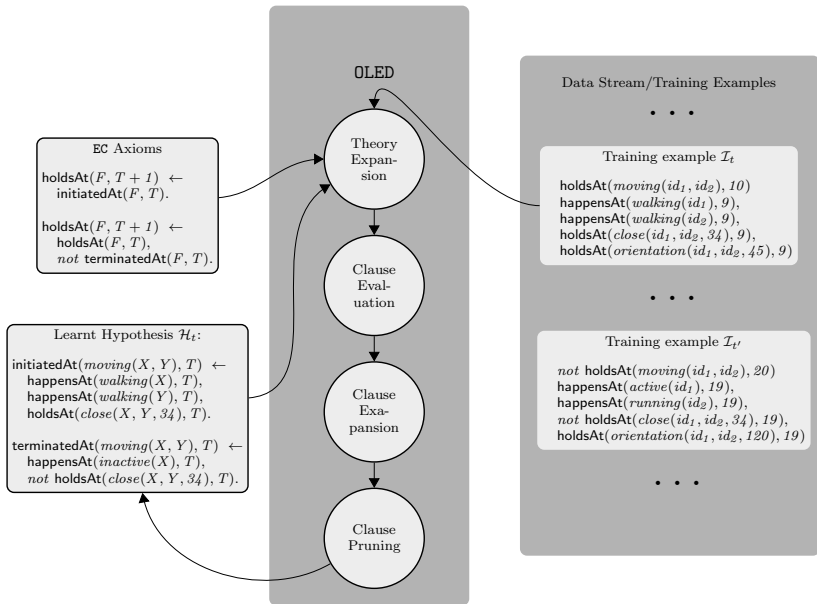 OLED
Theory
Expan-
sion
Clause
Eval-
uation
Clause
Exa-
pansion
Clause
Pruning
EC Axioms
holdsAt(F, T + 1) ←
initiatedAt(F, T).
holdsAt(F, T + 1) ←
holdsAt(F, T),
not terminatedAt(F, T).
Learnt Hypothesis ℋt:
initiatedAt(moving(X, Y), T) ←
happensAt(walking(X), T),
happensAt(walking(Y), T),
holdsAt(close(X, Y, 34), T).
terminatedAt(moving(X, Y), T) ←
happensAt(inactive(X), T),
not holdsAt(close(X, Y, 34), T).
Data Stream/Training Examples
• • •
Training example ℐt
holdsAt(moving(id1, id2), 10)
happensAt(walking(id1), 9),
happensAt(walking(id2), 9),
holdsAt(close(id1, id2, 34), 9),
holdsAt(orientation(id1, id2, 45), 9)
• • •
Training example ℐt′
not holdsAt(moving(id1, id2), 20)
happensAt(active(id1), 19),
happensAt(running(id2), 19),
not holdsAt(close(id1, id2, 34), 19),
holdsAt(orientation(id1, id2, 120), 19)
• • •